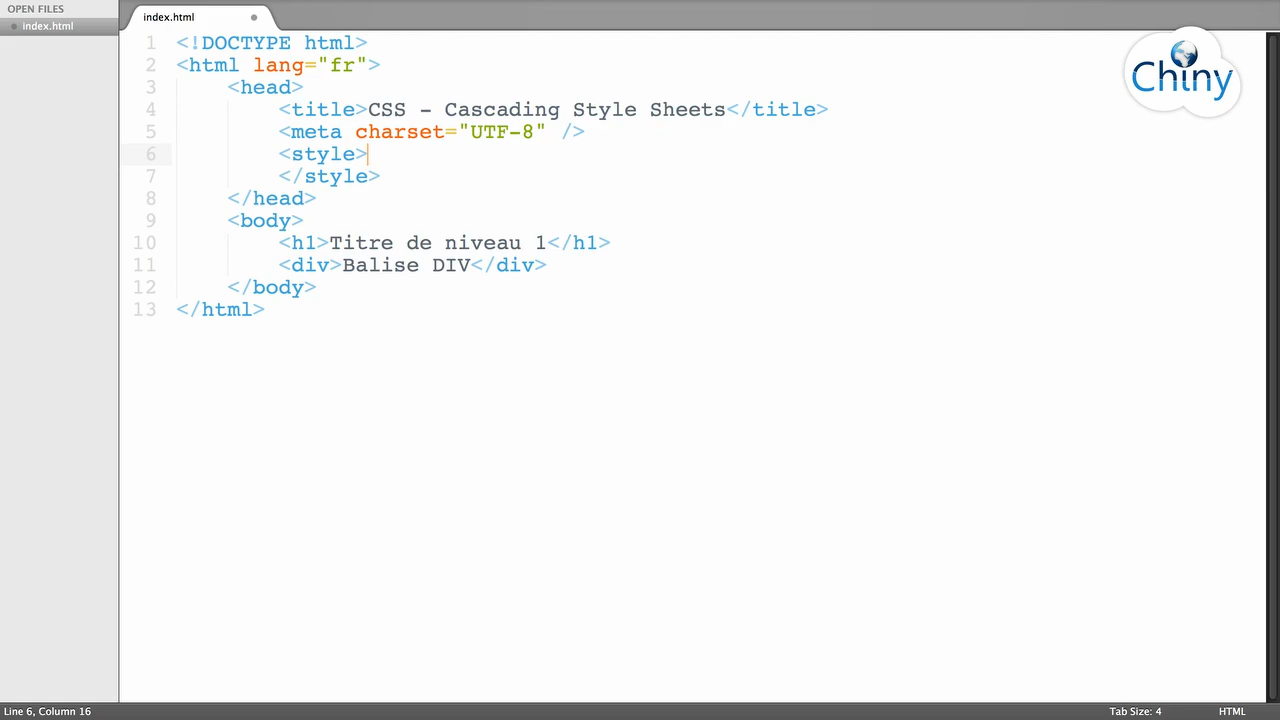 OPEN FILES
index.html
index.html
1 <!DOCTYPE html>
2 <html lang="fr">
3 <head>
4 <title>CSS - Cascading Style Sheets</title>
5 <meta charset="UTF-8" />
6 <style>
7 </style>
8 </head>
9 <body>
10 <h1>Titre de niveau 1</h1>
11 <div>Balise DIV</div>
12 </body>
13 </html>
Chiny
Line 6, Column 16
Tab Size: 4
HTML